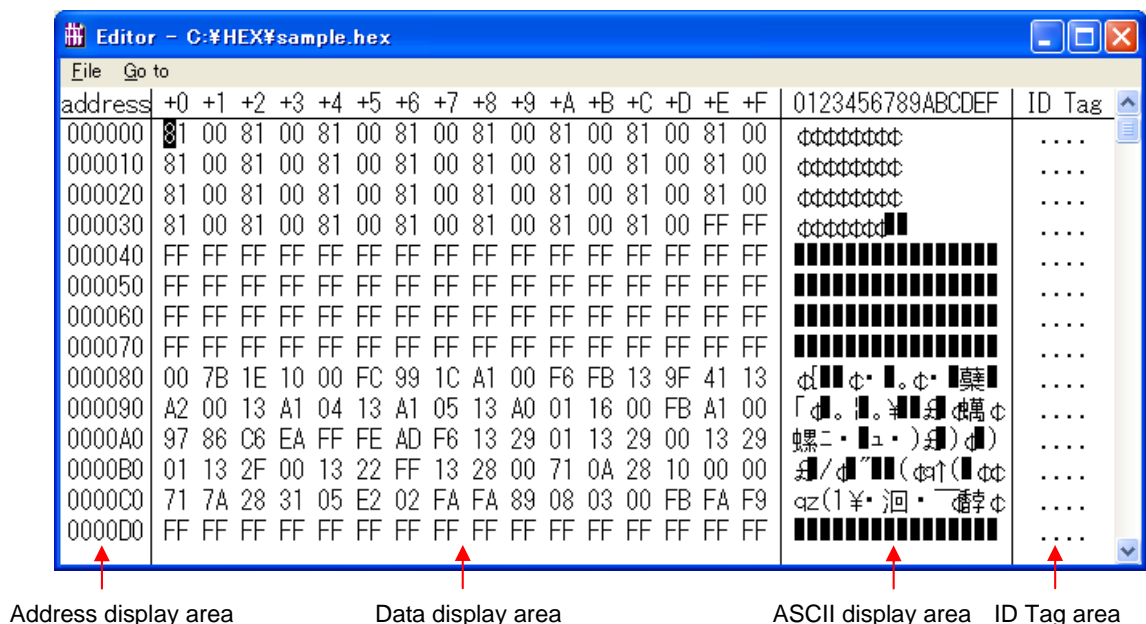 Editor - C:¥HEX¥sample.hex
File Go to
address +0 +1 +2 +3 +4 +5 +6 +7 +8 +9 +A +B +C +D +E +F 0123456789ABCDEF ID Tag
000000 81 00 81 00 81 00 81 00 81 00 81 00 81 00 81 00 ....
000010 81 00 81 00 81 00 81 00 81 00 81 00 81 00 81 00 ....
000020 81 00 81 00 81 00 81 00 81 00 81 00 81 00 81 00 ....
000030 81 00 81 00 81 00 81 00 81 00 81 00 81 00 FF FF ....
000040 FF FF FF FF FF FF FF FF FF FF FF FF FF FF FF FF ....
000050 FF FF FF FF FF FF FF FF FF FF FF FF FF FF FF FF ....
000060 FF FF FF FF FF FF FF FF FF FF FF FF FF FF FF FF ....
000070 FF FF FF FF FF FF FF FF FF FF FF FF FF FF FF FF ....
000080 00 7B 1E 10 00 FC 99 1C A1 00 F6 FB 13 9F 41 13 ....
000090 A2 00 13 A1 04 13 A1 05 13 A0 01 16 00 FB A1 00 ....
0000A0 97 86 C6 EA FF FE AD F6 13 29 01 13 29 00 13 29 ....
0000B0 01 13 2F 00 13 22 FF 13 28 00 71 0A 28 10 00 00 ....
0000C0 71 7A 28 31 05 E2 02 FA FA 89 08 03 00 FB FA F9 ....
0000D0 FF FF FF FF FF FF FF FF FF FF FF FF FF FF FF FF ....
Address display area Data display area ASCII display area ID Tag area